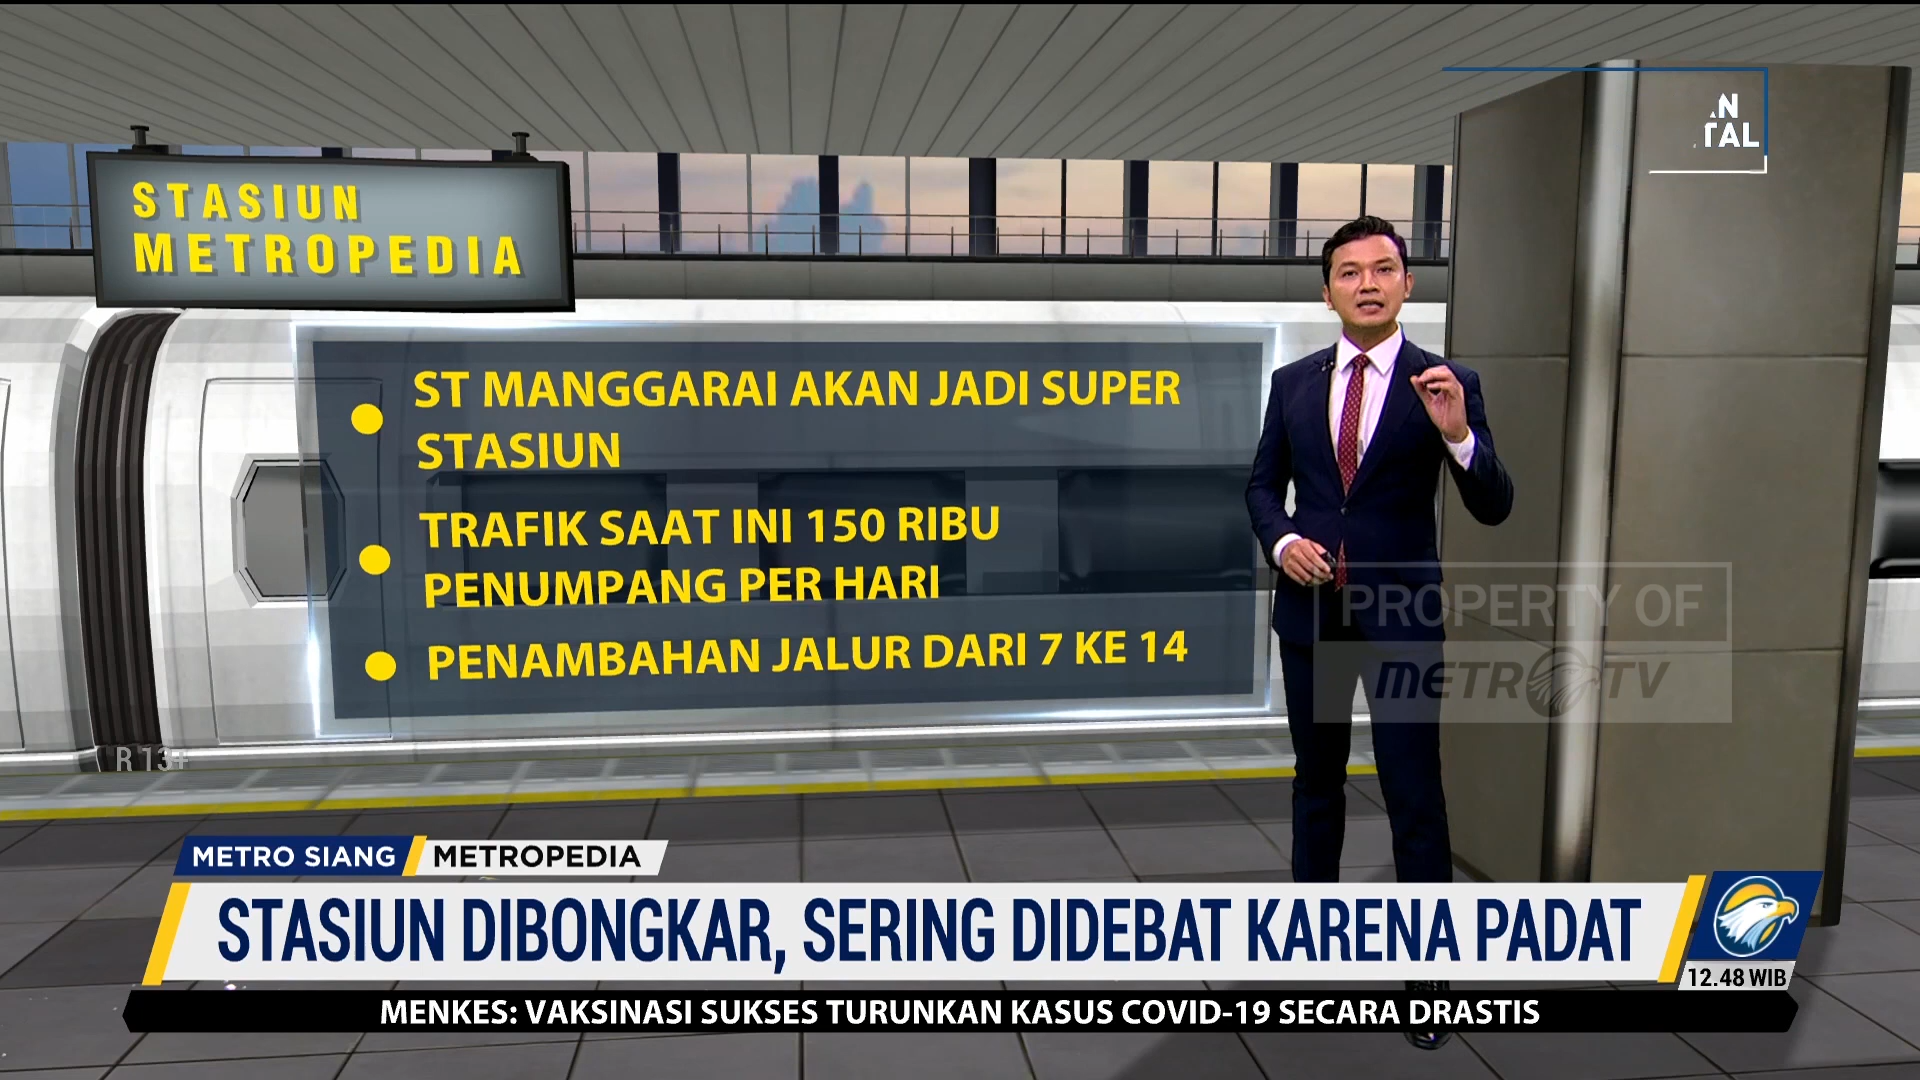 N
TAL
STASIUN
METROPEDIA
ST MANGGARAI AKAN JADI SUPER
STASIUN
TRAFIK SAAT INI 150 RIBU
PENUMPANG PER HARI
PENAMBAHAN JALUR DARI 7 KE 14
PROPERTY OF
METRO TV
R 13+
METRO SIANG METROPEDIA
STASIUN DIBONGKAR, SERING DIDEBAT KARENA PADAT
12.48 WIB
MENKES: VAKSINASI SUKSES TURUNKAN KASUS COVID-19 SECARA DRASTIS